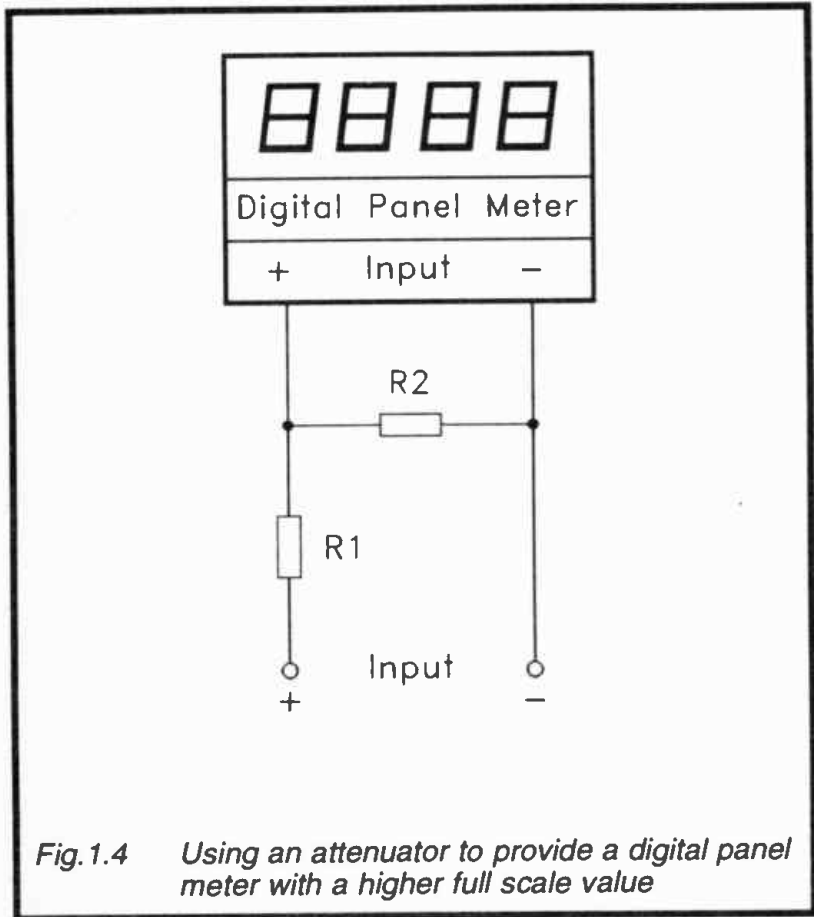 8888
Digital Panel Meter
+ Input −
R2
R1
Input
+ −
Fig.1.4 Using an attenuator to provide a digital panel
meter with a higher full scale value